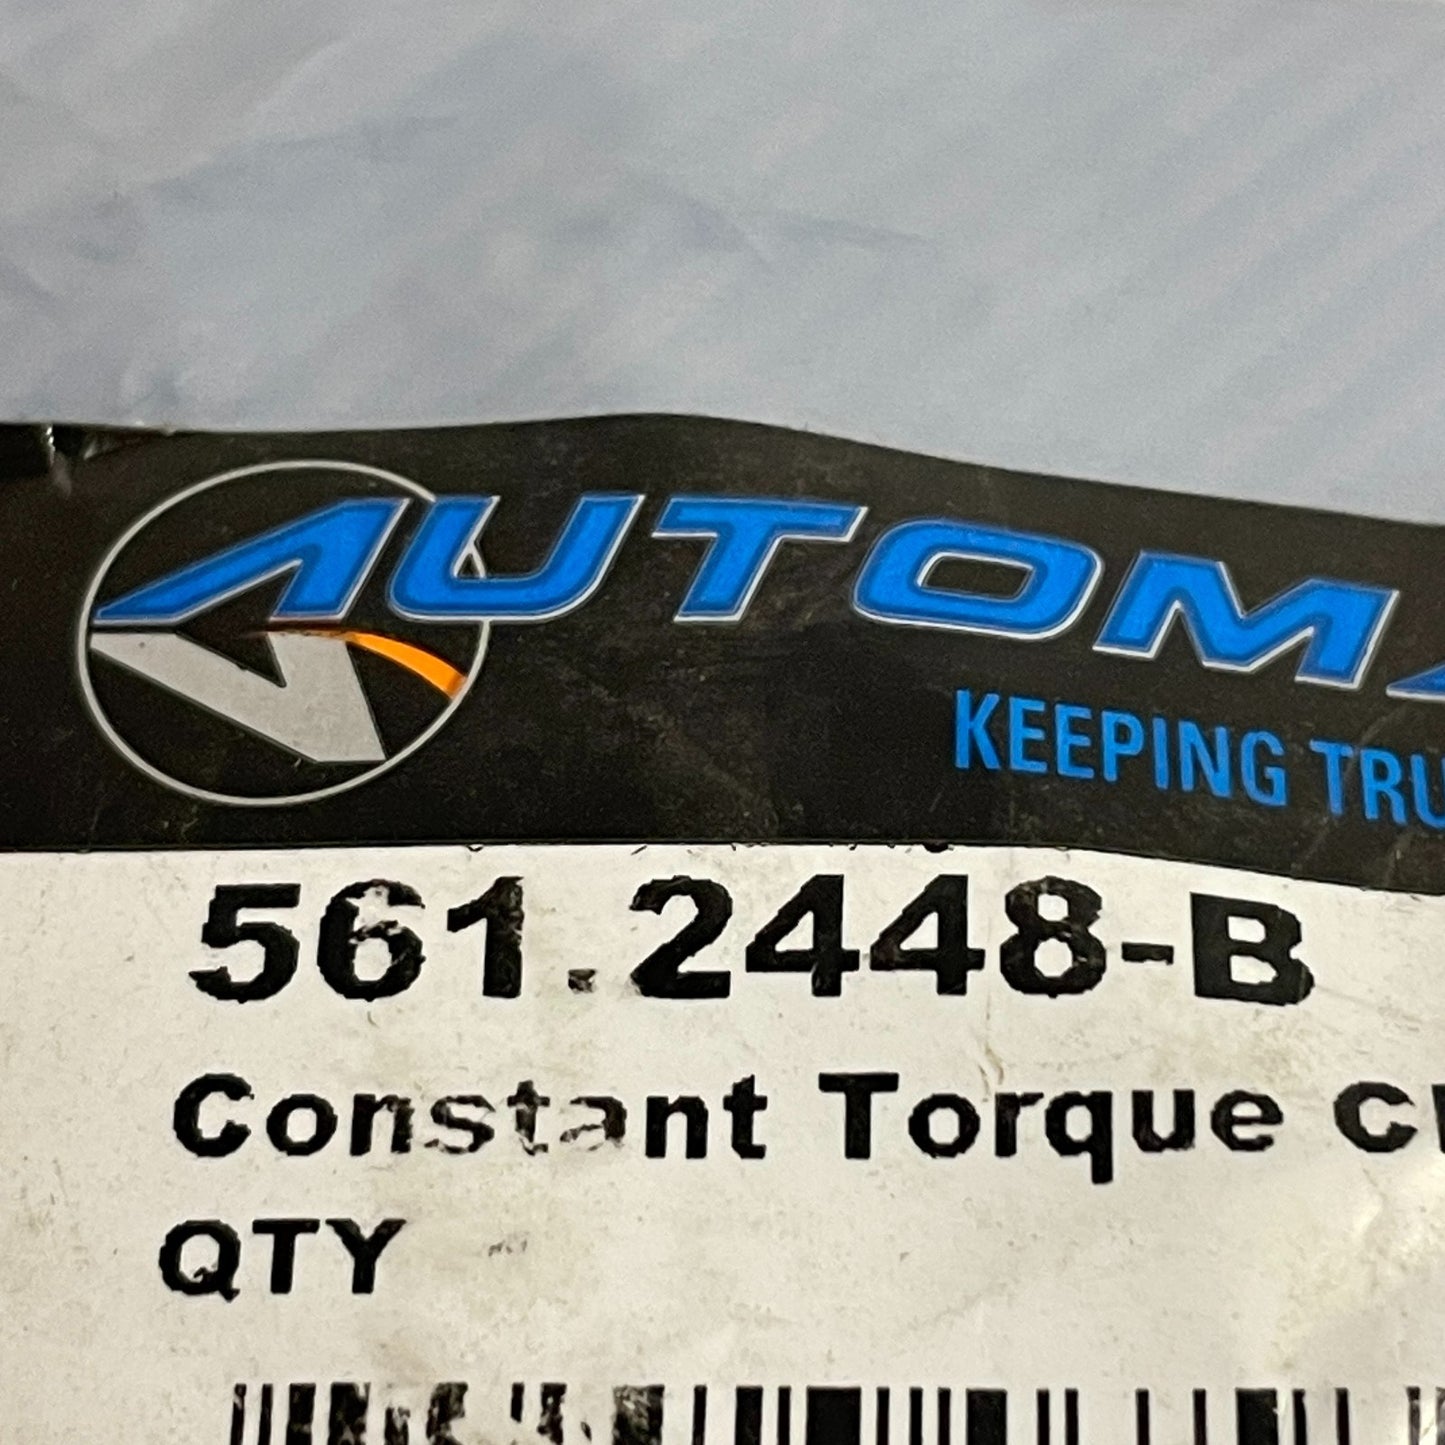 AUTOM
KEEPING TRU
561.2448-B
Constant Torque
QTY